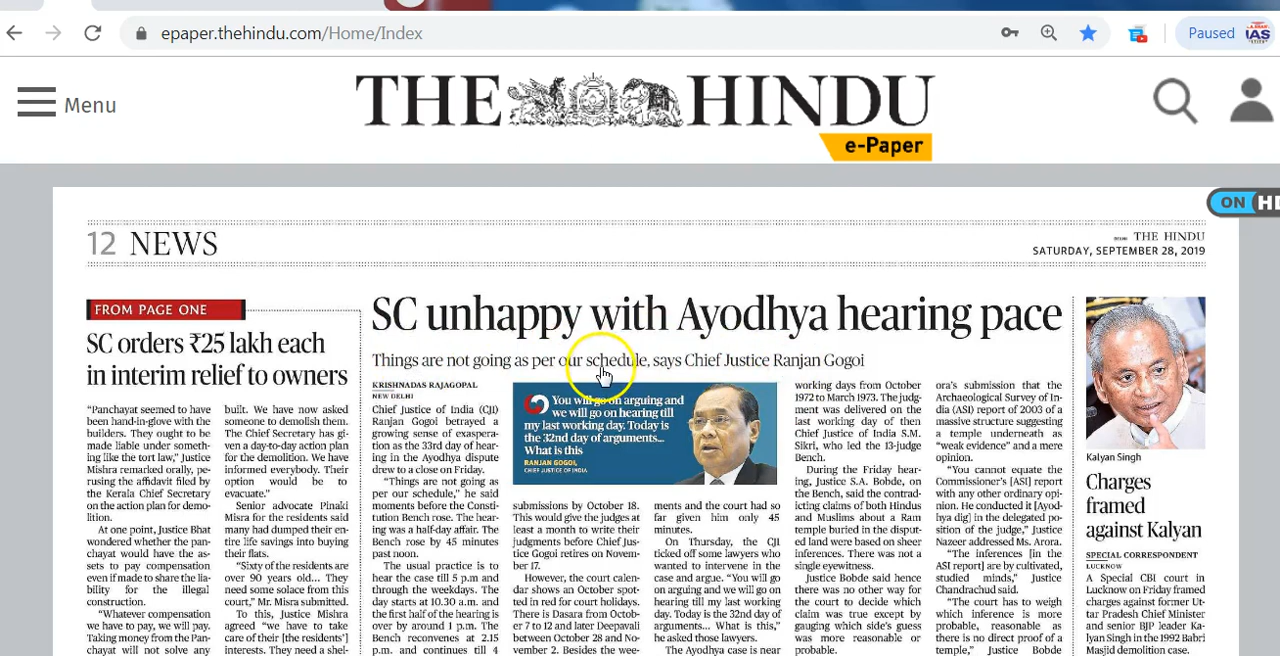 epaper.thehindu.com/Home/Index
Paused
IAS
Menu
THE HINDU
e-Paper
ON
12 NEWS
THE HINDU
SATURDAY, SEPTEMBER 28, 2019
FROM PAGE ONE
SC orders ₹25 lakh each
in interim relief to owners
“Panchayat seemed to have
been hand-in-glove with the
builders. They ought to be
made liable under someth-
ing like the tort law,” Justice
Mishra remarked orally, pe-
rusing the affidavit filed by
the Kerala Chief Secretary
on the action plan for demo-
lition.
At one point, Justice Bhat
wondered whether the pan-
chayat would have the as-
sets to pay compensation
even if made to share the lia-
bility for the illegal
construction.
“Whatever compensation
we have to pay, we will pay.
Taking money from the Pan-
chayat will not solve any
built. We have now asked
someone to demolish them.
The Chief Secretary has giv-
en a day-to-day action plan
for the demolition. We have
informed everybody. Their
option would be to
evacuate.”
Senior advocate Pinaki
Misra for the residents said
many had dumped their en-
tire life savings into buying
their flats.
“Sixty of the residents are
over 90 years old... They
need some solace from this
court,” Mr. Misra submitted.
To this, Justice Mishra
agreed “we have to take
care of their [the residents’]
interests. They need a shel-
SC unhappy with Ayodhya hearing pace
Things are not going as per our schedule, says Chief Justice Ranjan Gogoi
KRISHNADAS RAJAGOPAL
NEW DELHI
Chief Justice of India (CJI)
Ranjan Gogoi betrayed a
growing sense of exaspera-
tion as the 33rd day of hear-
ing in the Ayodhya dispute
drew to a close on Friday.
“Things are not going as
per our schedule,” he said
moments before the Consti-
tution Bench rose. The hear-
ing was a half-day affair. The
Bench rose by 45 minutes
past noon.
The usual practice is to
hear the case till 5 p.m and
through the weekdays. The
day starts at 10.30 a.m. and
the first half of the hearing is
over by around 1 p.m. The
Bench reconvenes at 2.15
p.m. and continues till 4
You will go on arguing and
we will go on hearing till
my last working day. Today is
the 32nd day of arguments...
What is this
RANJAN GOGOI,
CHIEF JUSTICE OF INDIA
submissions by October 18.
This would give the judges at
least a month to write their
judgments before Chief Jus-
tice Gogoi retires on Novem-
ber 17.
However, the court calen-
dar shows an October spot-
ted in red for court holidays.
There is Dasara from Octob-
er 7 to 12 and later Deepavali
between October 28 and No-
vember 2. Besides the wee-
ments and the court had so
far given him only 45
minutes.
On Thursday, the CJI
ticked off some lawyers who
wanted to intervene in the
case and argue. “You will go
on arguing and we will go on
hearing till my last working
day. Today is the 32nd day of
arguments... What is this,”
he asked those lawyers.
The Ayodhya case is near
working days from October
1972 to March 1973. The judg-
ment was delivered on the
last working day of then
Chief Justice of India S.M.
Sikri, who led the 13-judge
Bench.
During the Friday hear-
ing, Justice S.A. Bobde, on
the Bench, said the contrad-
icting claims of both Hindus
and Muslims about a Ram
temple buried in the disput-
ed land were based on sheer
inferences. There was not a
single eyewitness.
Justice Bobde said hence
there was no other way for
the court to decide which
claim was true except by
gauging which side’s guess
was more reasonable or
probable.
ora’s submission that the
Archaeological Survey of In-
dia (ASI) report of 2003 of a
massive structure suggesting
a temple underneath as
“weak evidence” and a mere
opinion.
“You cannot equate the
Commissioner’s [ASI] report
with any other ordinary opi-
nion. He conducted it [Ayod-
hya dig] in the delegated po-
sition of the judge,” Justice
Nazeer addressed Ms. Arora.
“The inferences [in the
ASI report] are by cultivated,
studied minds,” Justice
Chandrachud said.
“The court has to weigh
which inference is more
probable, reasonable as
there is no direct proof of a
temple,” Justice Bobde
Kalyan Singh
Charges
framed
against Kalyan
SPECIAL CORRESPONDENT
LUCKNOW
A Special CBI court in
Lucknow on Friday framed
charges against former Ut-
tar Pradesh Chief Minister
and senior BJP leader Ka-
lyan Singh in the 1992 Babri
Masjid demolition case.